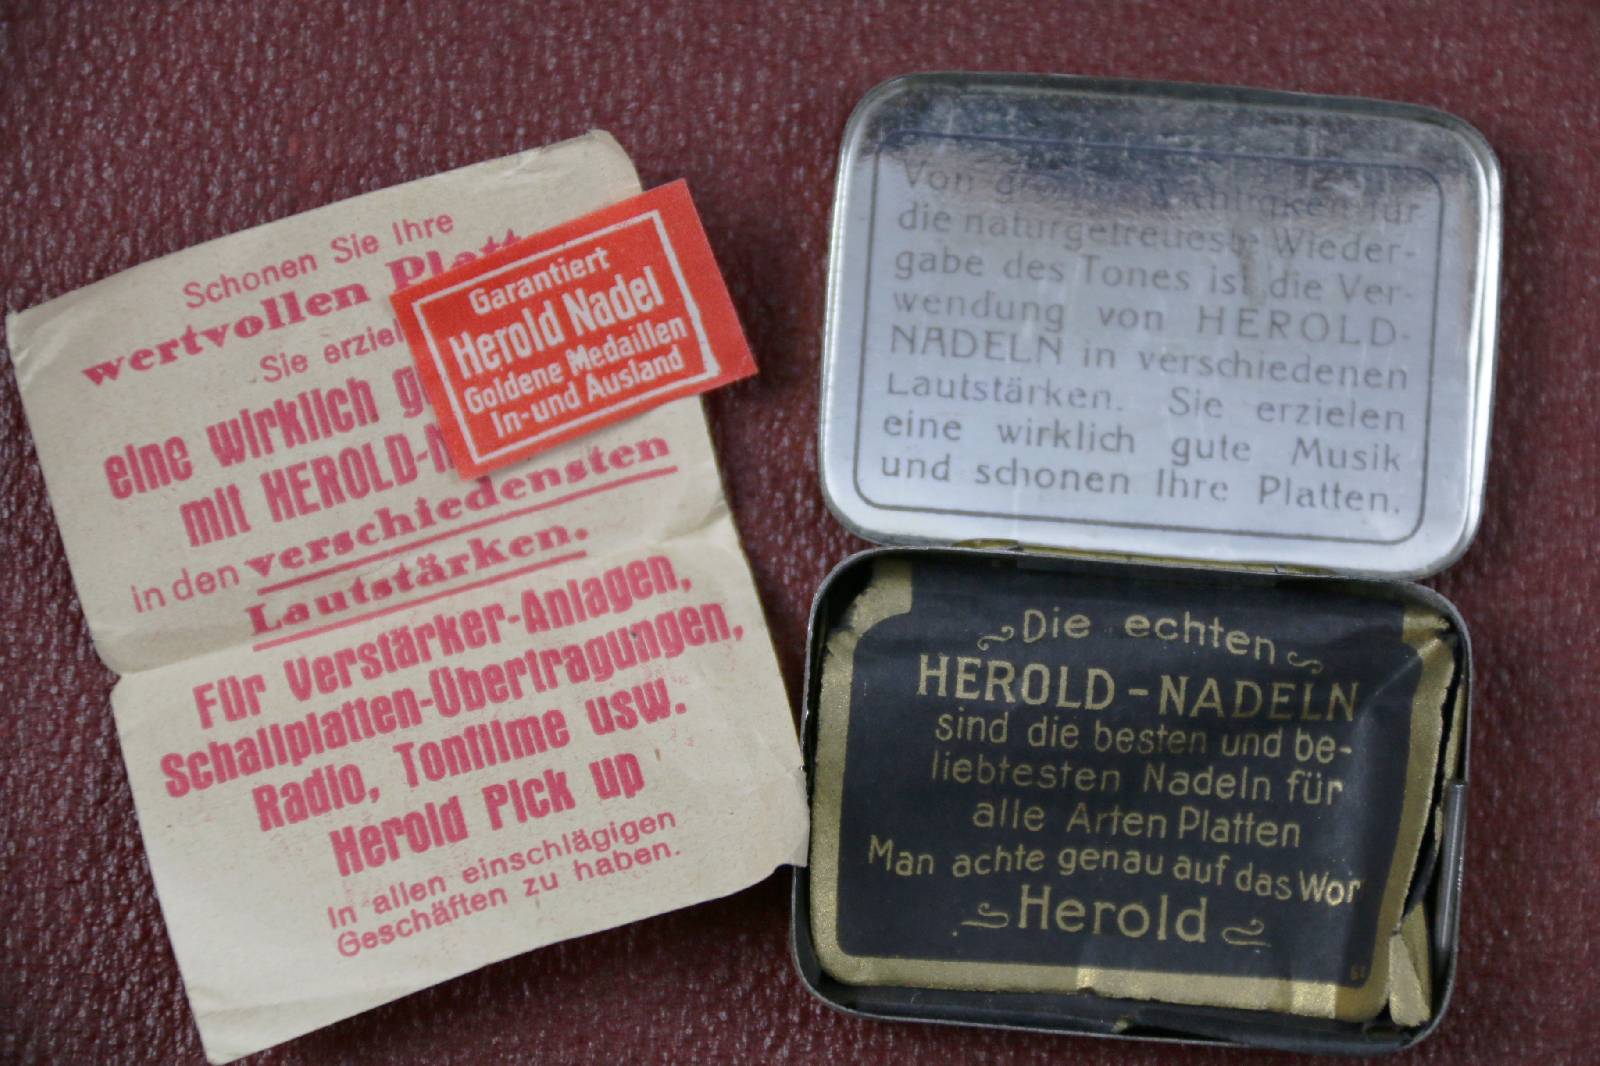 Schonen Sie Ihre
wertvollen
Sie
eine wirklich
mit HEROLD-
in den verschiedensten
Lautstärken.
Für Verstärker-Anlagen,
Schallplatten-Übertragungen,
Radio, Tonfilme usw.
Herold Pick up
In allen einschlägigen
Geschäften zu haben.
Garantiert
Herold Nadel
Goldene Medaillen
In- und Ausland
Von für
die naturgetreueste Wieder-
gabe des Tones ist die Ver-
wendung von HEROLD-
NADELN in verschiedenen
Lautstärken. Sie erzielen
eine wirklich gute Musik
und schonen Ihre Platten.
Die echten
HEROLD-NADELN
sind die besten und be-
liebtesten Nadeln für
alle Arten Platten
Man achte genau auf das Wor
Herold